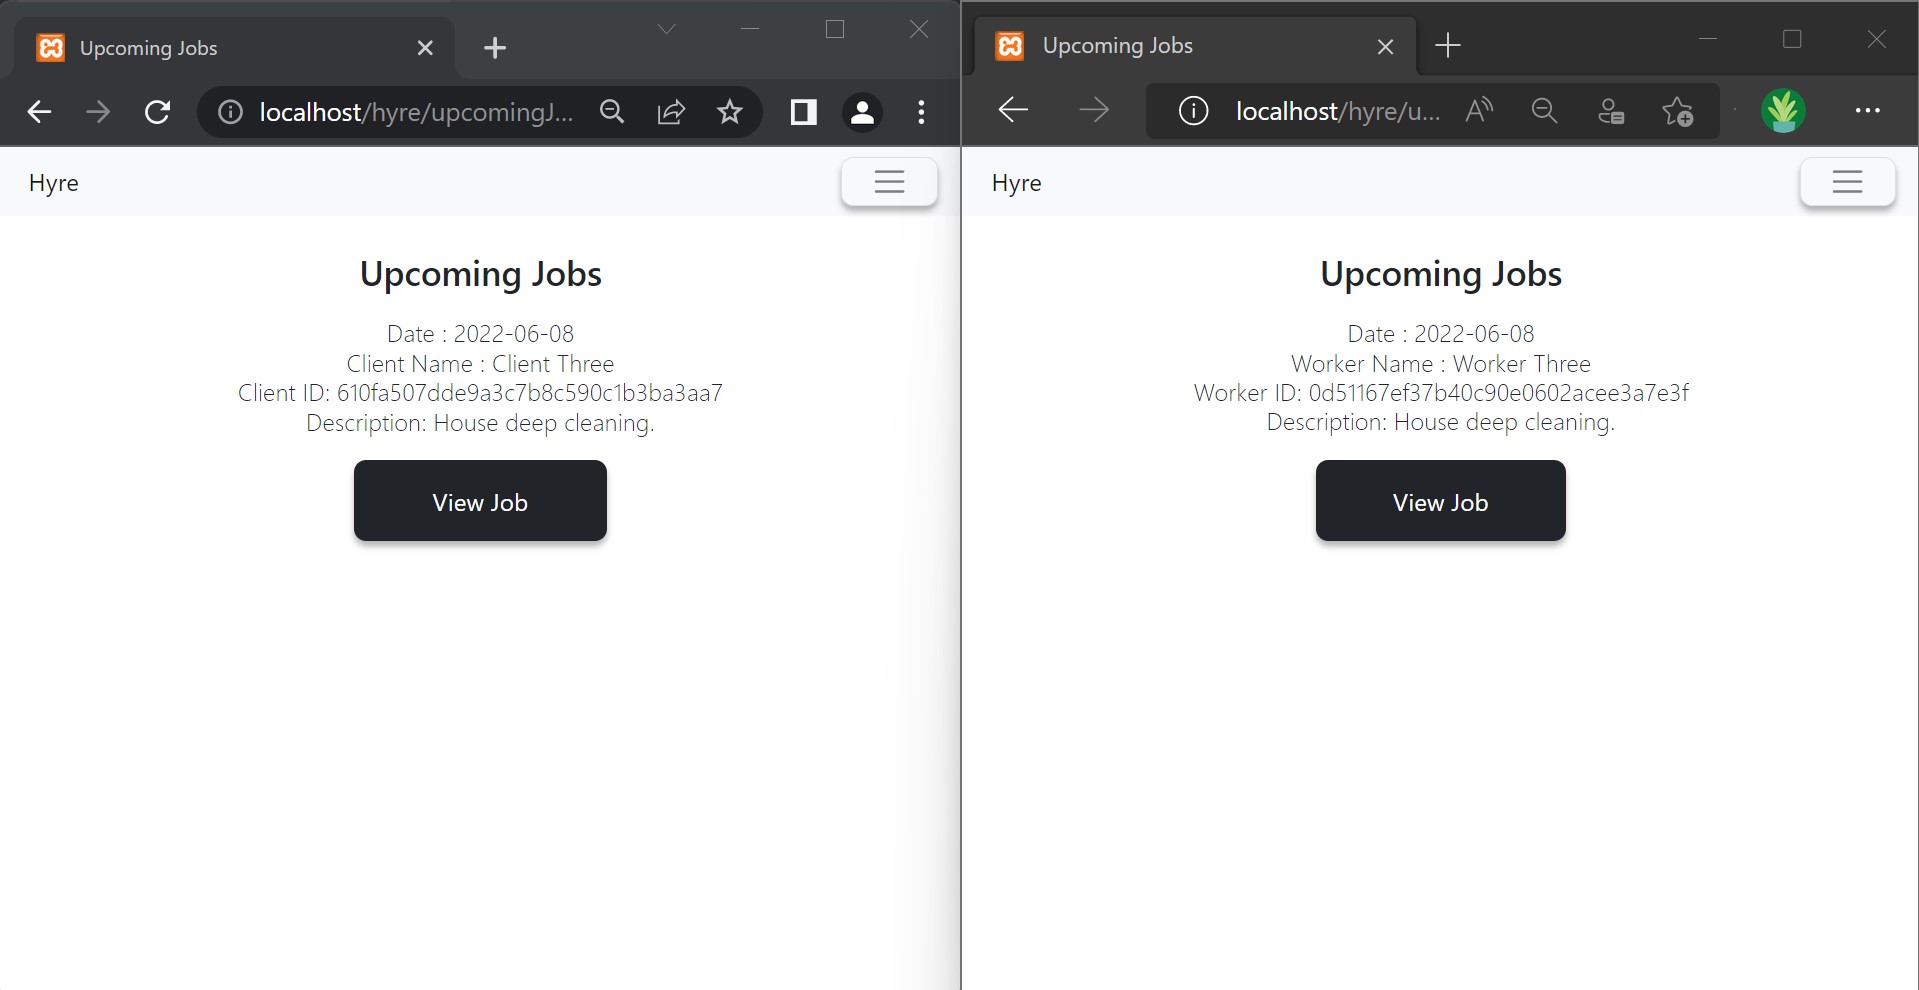 Upcoming Jobs
localhost/hyre/upcomingJ...
Hyre
Upcoming Jobs
Date : 2022-06-08
Client Name : Client Three
Client ID: 610fa507dde9a3c7b8c590c1b3ba3aa7
Description: House deep cleaning.
View Job
Upcoming Jobs
localhost/hyre/u...
Hyre
Upcoming Jobs
Date : 2022-06-08
Worker Name : Worker Three
Worker ID: 0d51167ef37b40c90e0602acee3a7e3f
Description: House deep cleaning.
View Job